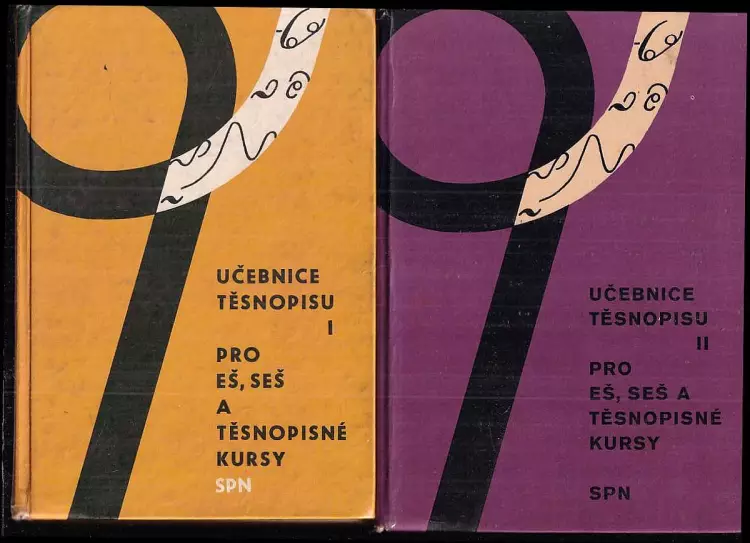 UČEBNICE
TĚSNOPISU
I
PRO
EŠ, SEŠ
A
TĚSNOPISNÉ
KURSY
SPN
UČEBNICE
TĚSNOPISU
II
PRO
EŠ, SEŠ A
TĚSNOPISNÉ
KURSY
SPN